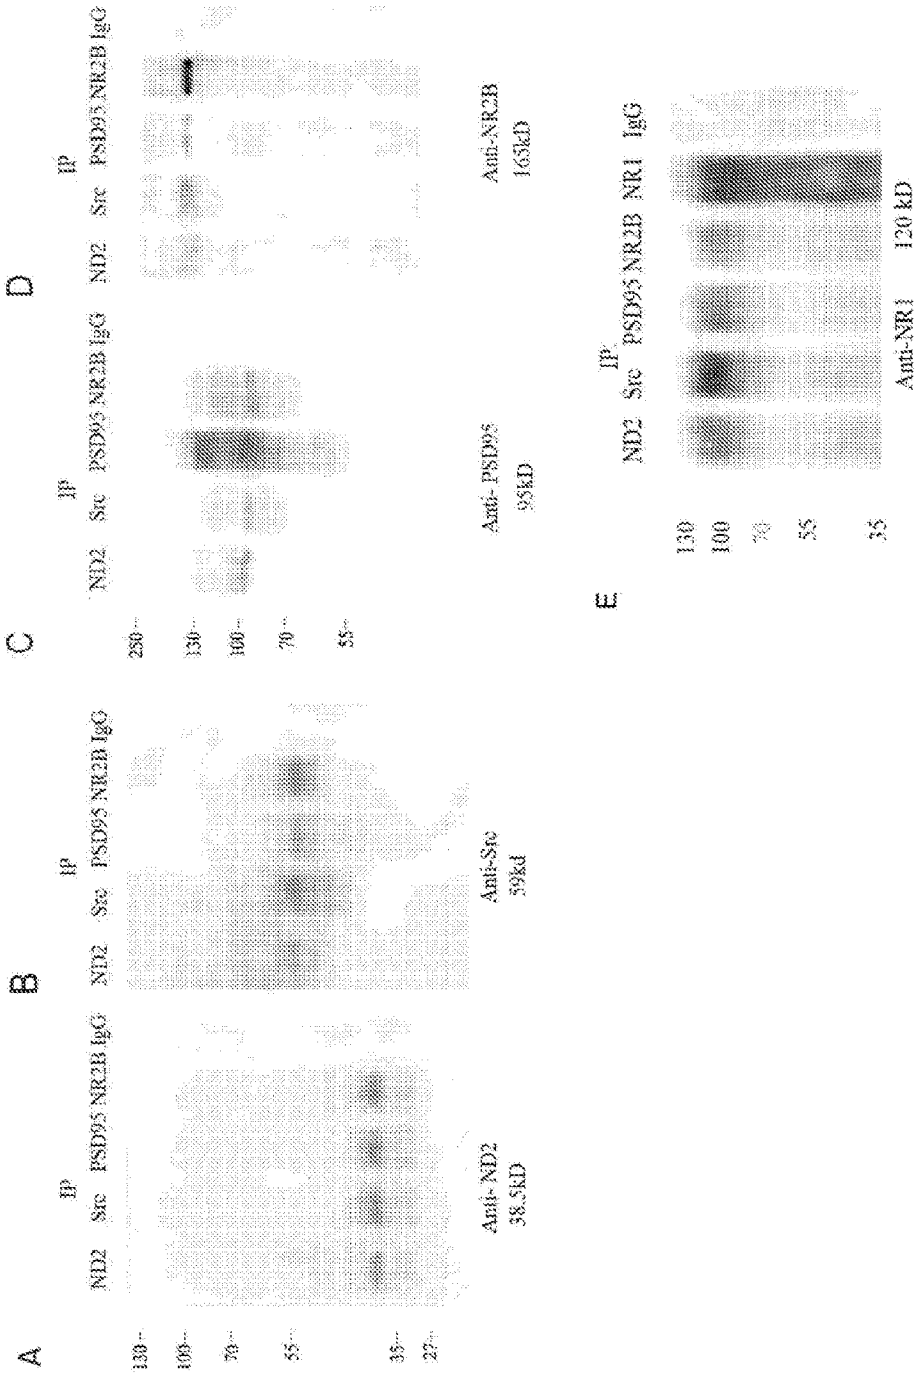 A
IP
ND2 Src PSD95 NR2B IgG
130--
100--
70--
55--
35--
27--
Anti- ND2
38.5kD
B
IP
ND2 Src PSD95 NR2B IgG
Anti-Src
59kd
C
IP
ND2 Src PSD95 NR2B IgG
250--
130--
100--
70--
55--
Anti- PSD95
95kD
D
IP
ND2 Src PSD95 NR2B IgG
Anti-NR2B
165kD
E
IP:
ND2 Src PSD95 NR2B NR1 IgG
130
100
70
55
35
Anti-NR1 120 kD